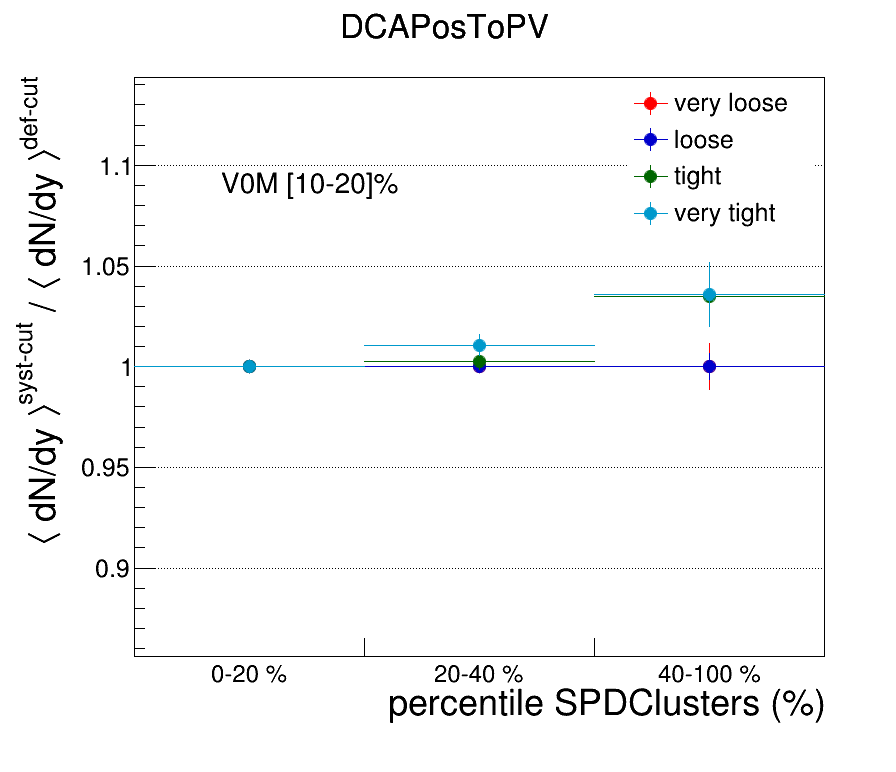 DCAPosToPV
⟨ dN/dy ⟩^syst-cut / ⟨ dN/dy ⟩^def-cut
very loose
loose
tight
very tight
V0M [10-20]%
1.1
1.05
1
0.95
0.9
0-20 %
20-40 %
40-100 %
percentile SPDClusters (%)